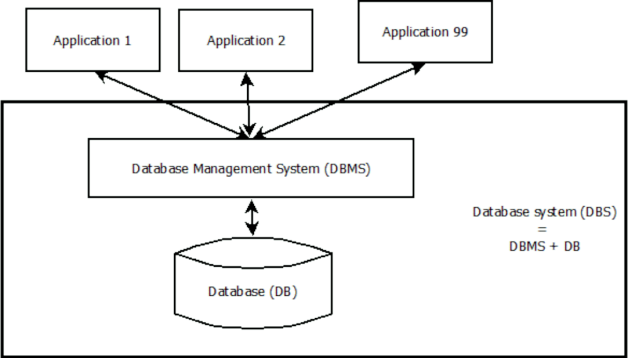 Application 1
Application 2
Application 99
Database Management System (DBMS)
Database system (DBS)
=
DBMS + DB
Database (DB)